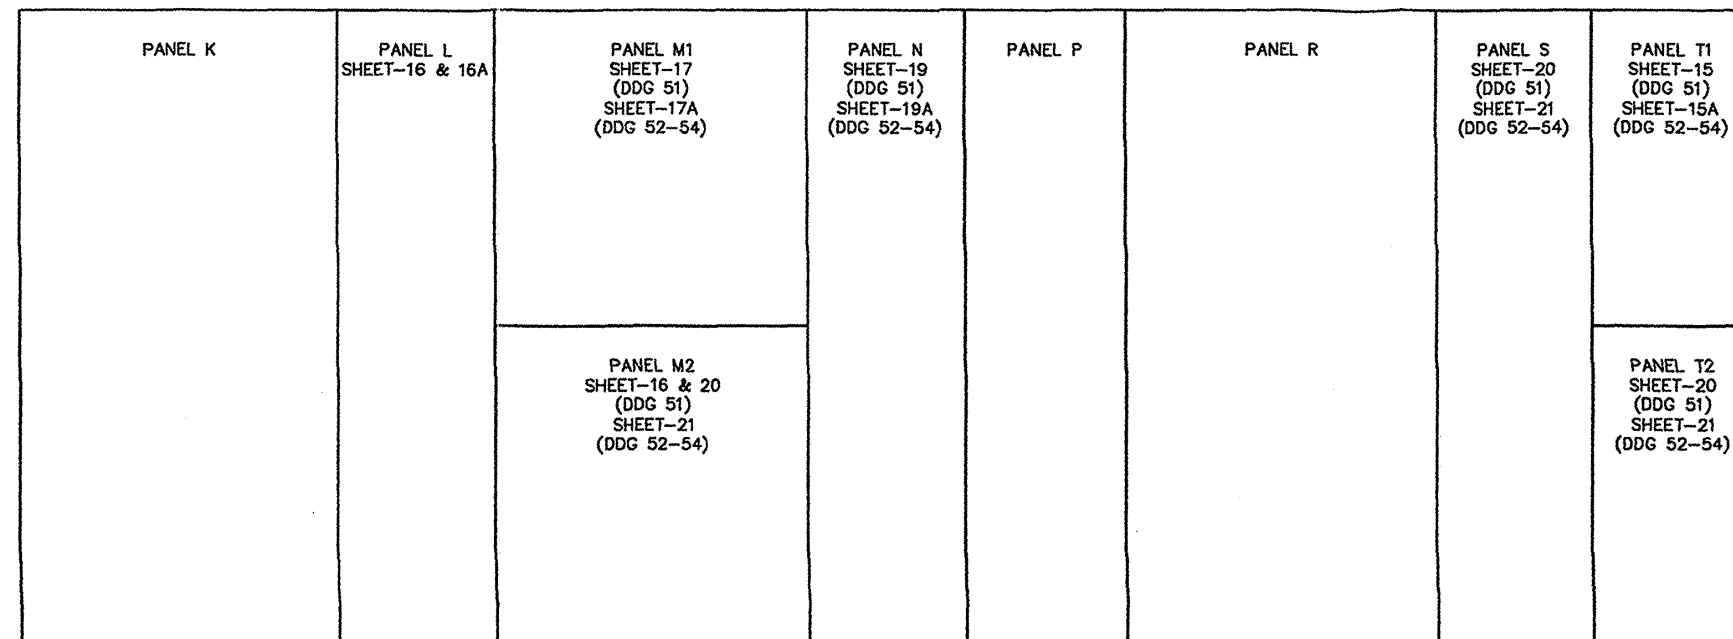 PANEL K
PANEL L
SHEET-16 & 16A
PANEL M1
SHEET-17
(DDG 51)
SHEET-17A
(DDG 52-54)
PANEL M2
SHEET-16 & 20
(DDG 51)
SHEET-21
(DDG 52-54)
PANEL N
SHEET-19
(DDG 51)
SHEET-19A
(DDG 52-54)
PANEL P
PANEL R
PANEL S
SHEET-20
(DDG 51)
SHEET-21
(DDG 52-54)
PANEL T1
SHEET-15
(DDG 51)
SHEET-15A
(DDG 52-54)
PANEL T2
SHEET-20
(DDG 51)
SHEET-21
(DDG 52-54)